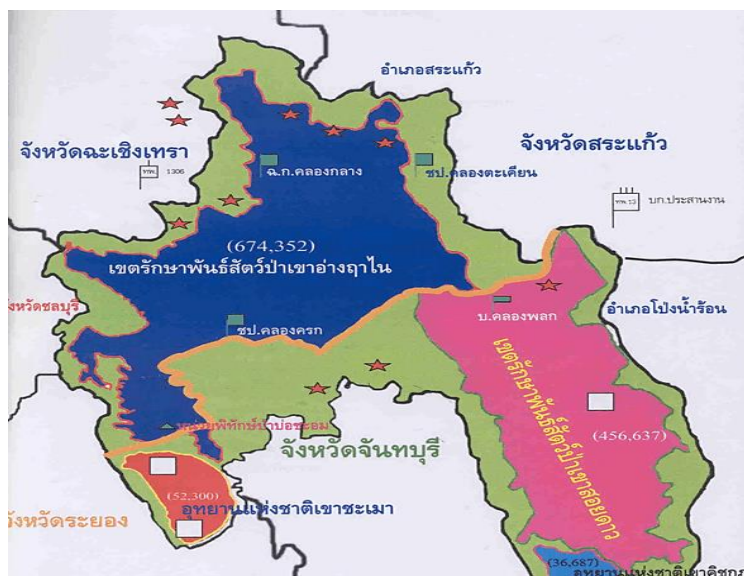 อำเภอสระแก้ว
จังหวัดสระแก้ว
จังหวัดฉะเชิงเทรา
ทพ. 1306
ฉ.ก.คลองกลาง
ชป.คลองตะเคียน
ทพ.13
บก.ประสานงาน
(674,352)
เขตรักษาพันธุ์สัตว์ป่าเขาอ่างฤาไน
จังหวัดชลบุรี
บ.คลองพลก
อำเภอโป่งน้ำร้อน
ชป.คลองครก
เขตรักษาพันธุ์สัตว์ป่าเขาสอยดาว
(456,637)
จังหวัดจันทบุรี
(52,300)
อุทยานแห่งชาติเขาชะเมา
จังหวัดระยอง
(36,687)